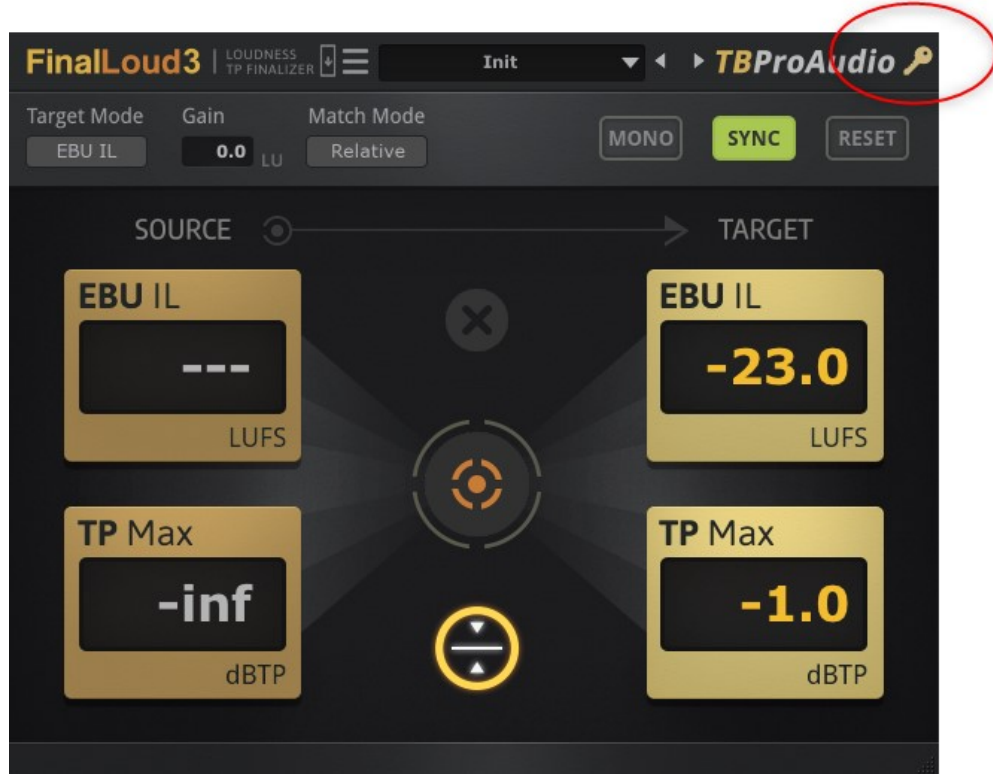 FinalLoud3 LOUDNESS TP FINALIZER Init TBProAudio
Target Mode Gain Match Mode
EBU IL 0.0 LU Relative MONO SYNC RESET
SOURCE TARGET
EBU IL EBU IL
--- -23.0
LUFS LUFS
TP Max TP Max
-inf -1.0
dBTP dBTP